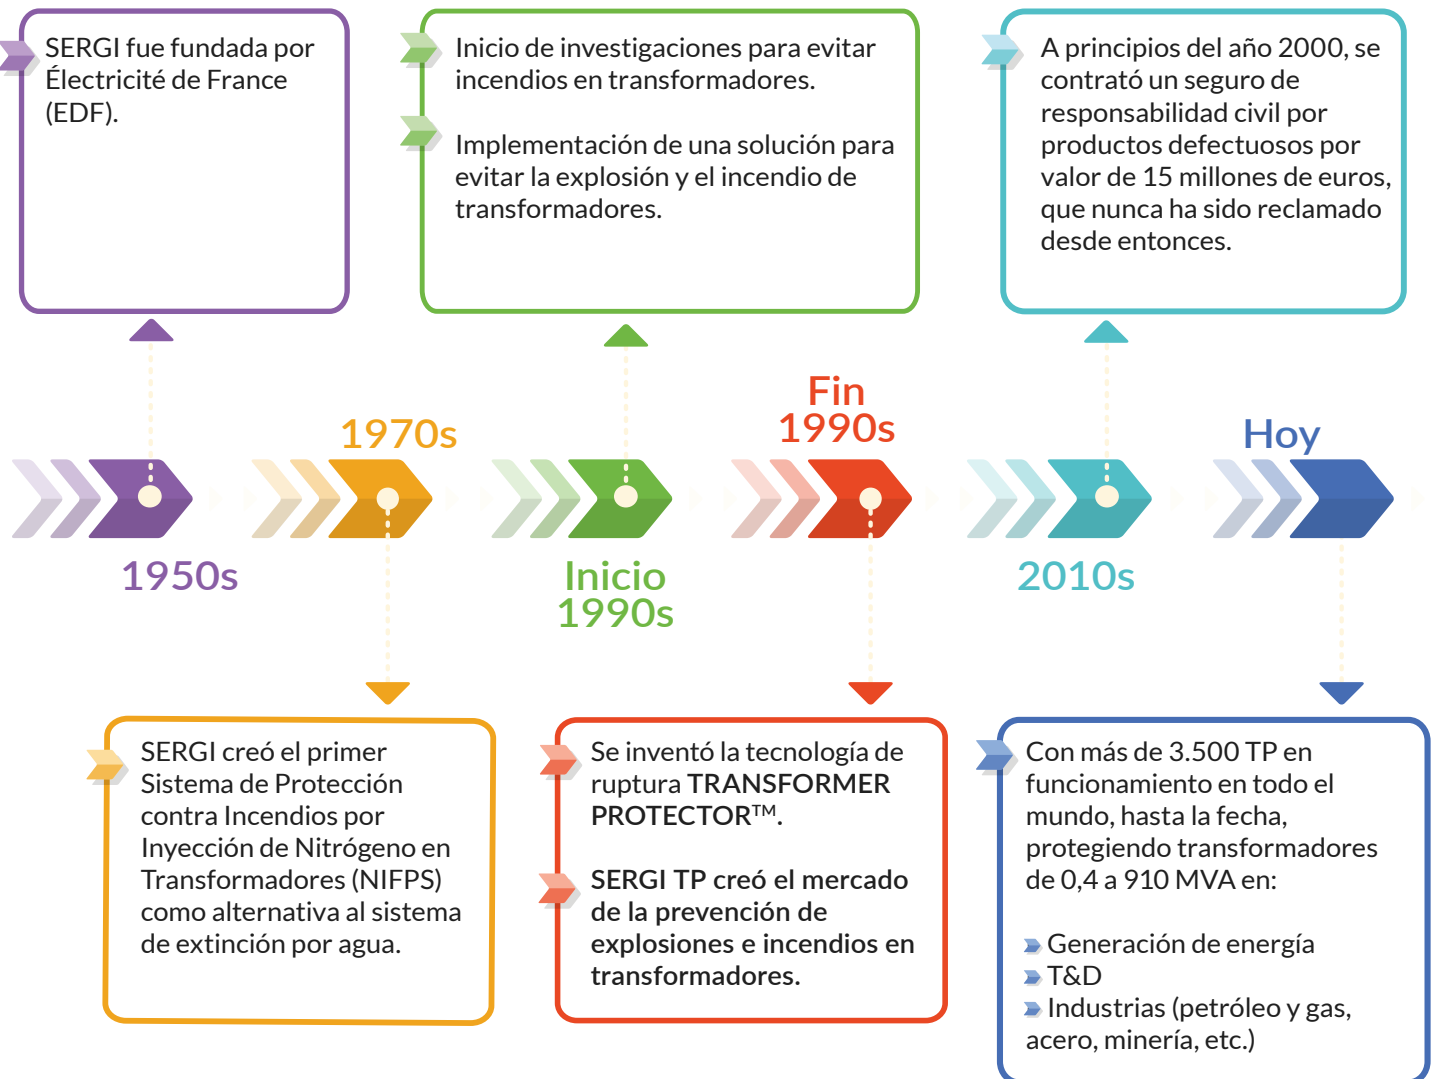 SERGI fue fundada por
Électricité de France
(EDF).
Inicio de investigaciones para evitar
incendios en transformadores.
Implementación de una solución para
evitar la explosión y el incendio de
transformadores.
A principios del año 2000, se
contrató un seguro de
responsabilidad civil por
productos defectuosos por
valor de 15 millones de euros,
que nunca ha sido reclamado
desde entonces.
1950s
1970s
Inicio
1990s
Fin
1990s
2010s
Hoy
SERGI creó el primer
Sistema de Protección
contra Incendios por
Inyección de Nitrógeno en
Transformadores (NIFPS)
como alternativa al sistema
de extinción por agua.
Se inventó la tecnología de
ruptura TRANSFORMER
PROTECTOR™.
SERGI TP creó el mercado
de la prevención de
explosiones e incendios en
transformadores.
Con más de 3.500 TP en
funcionamiento en todo el
mundo, hasta la fecha,
protegiendo transformadores
de 0,4 a 910 MVA en:
Generación de energía
T&D
Industrias (petróleo y gas,
acero, minería, etc.)